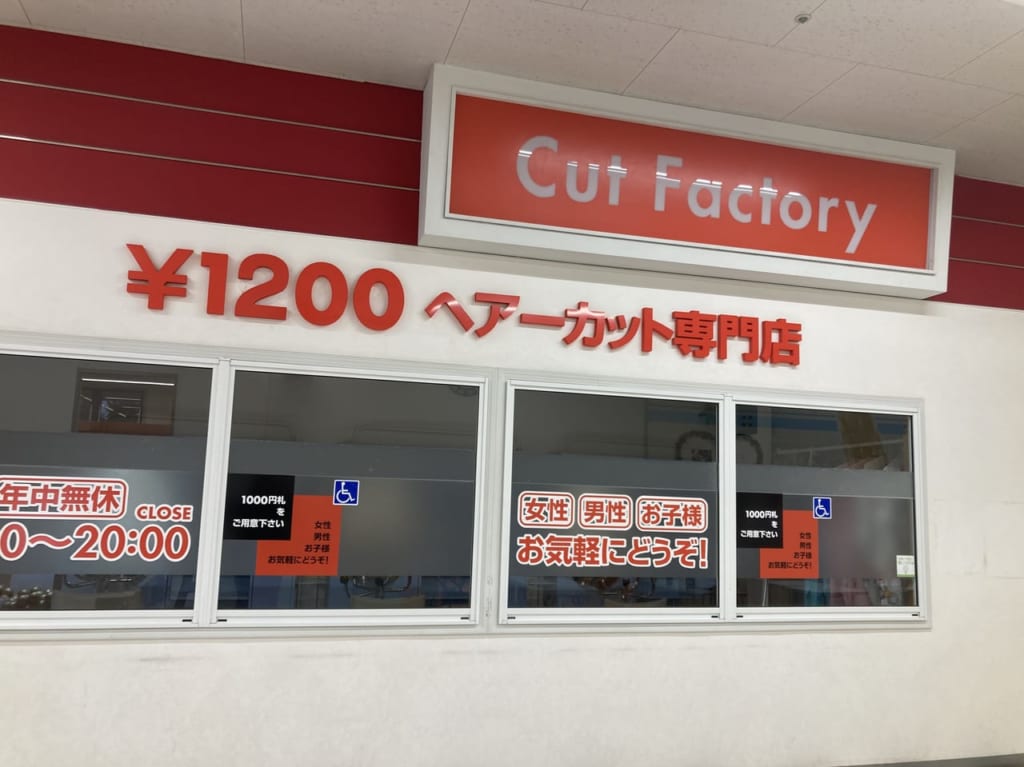 Cut Factory
¥1200 ヘアーカット専門店
年中無休
CLOSE
0〜20:00
1000円札
を
ご用意下さい
女性
男性
お子様
お気軽にどうぞ!
女性 男性 お子様
お気軽にどうぞ!
1000円札
を
ご用意下さい
女性
男性
お子様
お気軽にどうぞ!